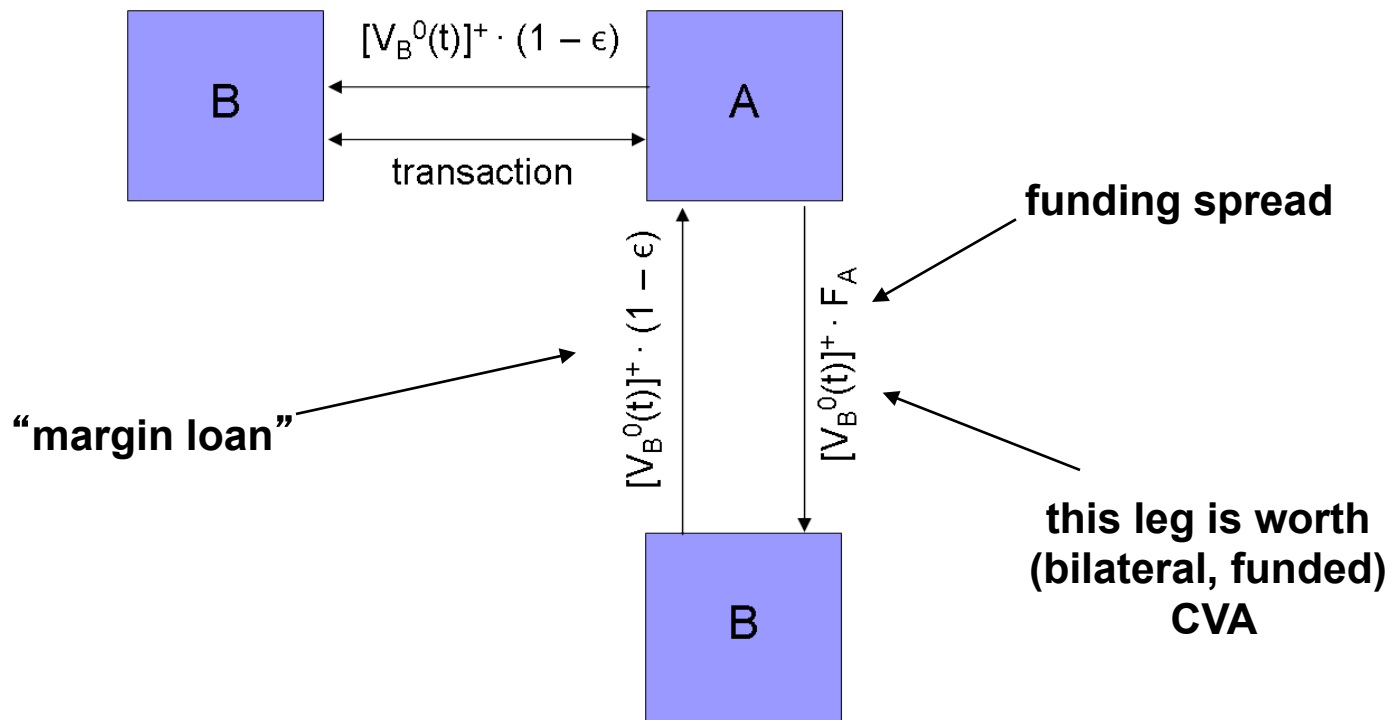 [V_B^0(t)]^+ · (1 – ϵ)
B
A
transaction
funding spread
[V_B^0(t)]^+ · (1 – ϵ)
[V_B^0(t)]^+ · F_A
“margin loan”
this leg is worth
(bilateral, funded)
CVA
B